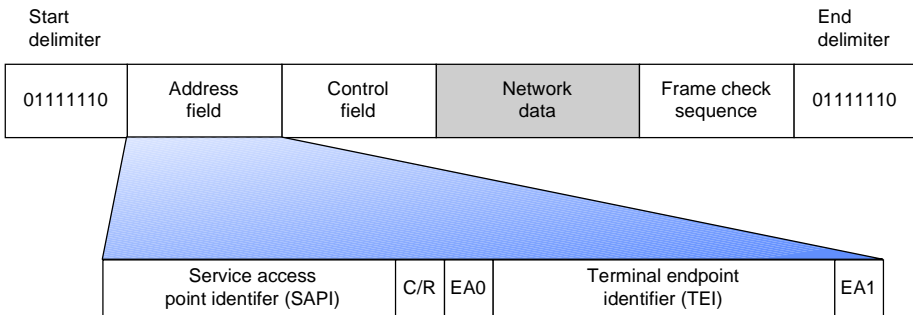 Start
delimiter
End
delimiter
01111110
Address
field
Control
field
Network
data
Frame check
sequence
01111110
Service access
point identifer (SAPI)
C/R
EA0
Terminal endpoint
identifier (TEI)
EA1